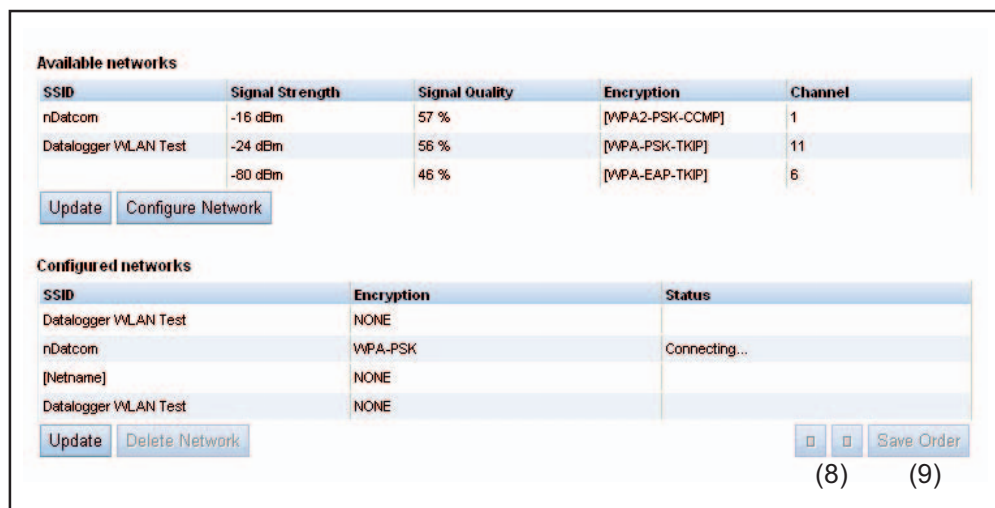 Available networks
SSID Signal Strength Signal Quality Encryption Channel
nDatcom -16 dBm 57 % [WPA2-PSK-CCMP] 1
Datalogger WLAN Test -24 dBm 56 % [WPA-PSK-TKIP] 11
-80 dBm 46 % [WPA-EAP-TKIP] 6
Update Configure Network
Configured networks
SSID Encryption Status
Datalogger WLAN Test NONE
nDatcom WPA-PSK Connecting...
[Netname] NONE
Datalogger WLAN Test NONE
Update Delete Network Save Order
(8) (9)